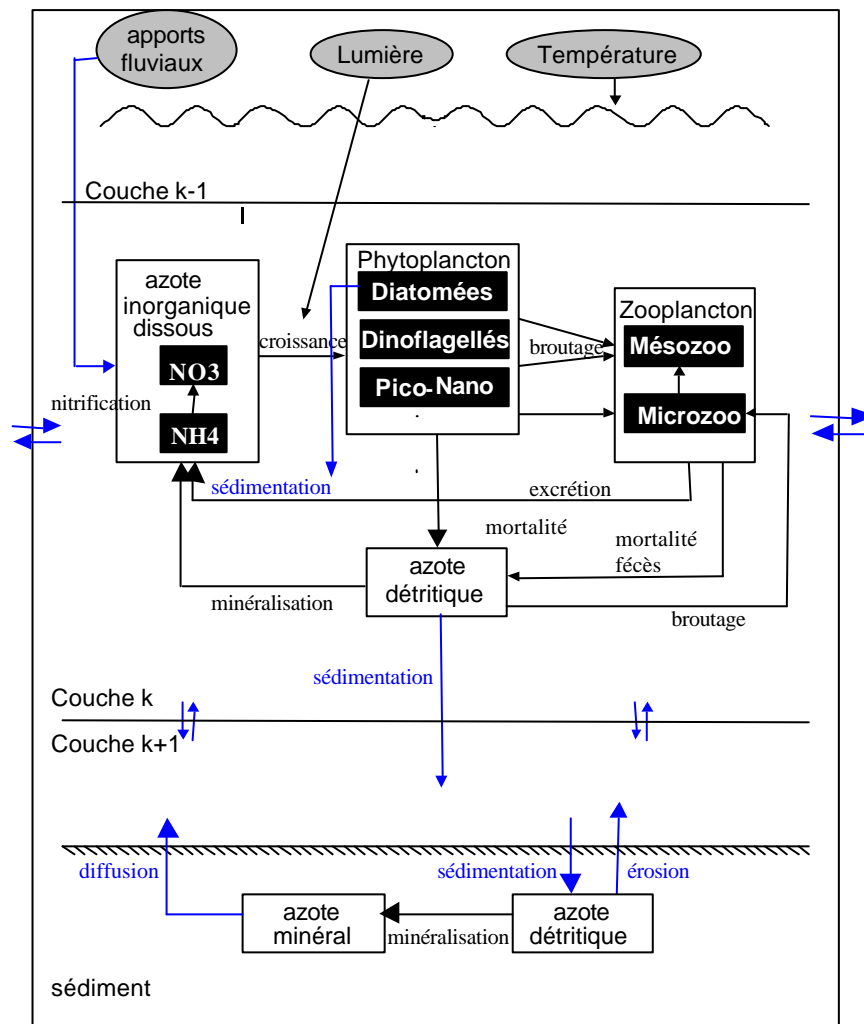 apports
fluviaux
Lumière
Température
Couche k-1
azote
inorganique
dissous
NO3
NH4
nitrification
croissance
Phytoplancton
Diatomées
Dinoflagellés
Pico-Nano
broutage
Zooplancton
Mésozoo
Microzoo
sédimentation
excrétion
mortalité
mortalité
fécès
azote
détritique
minéralisation
broutage
sédimentation
Couche k
Couche k+1
diffusion
sédimentation
érosion
azote
minéral
minéralisation
azote
détritique
sédiment